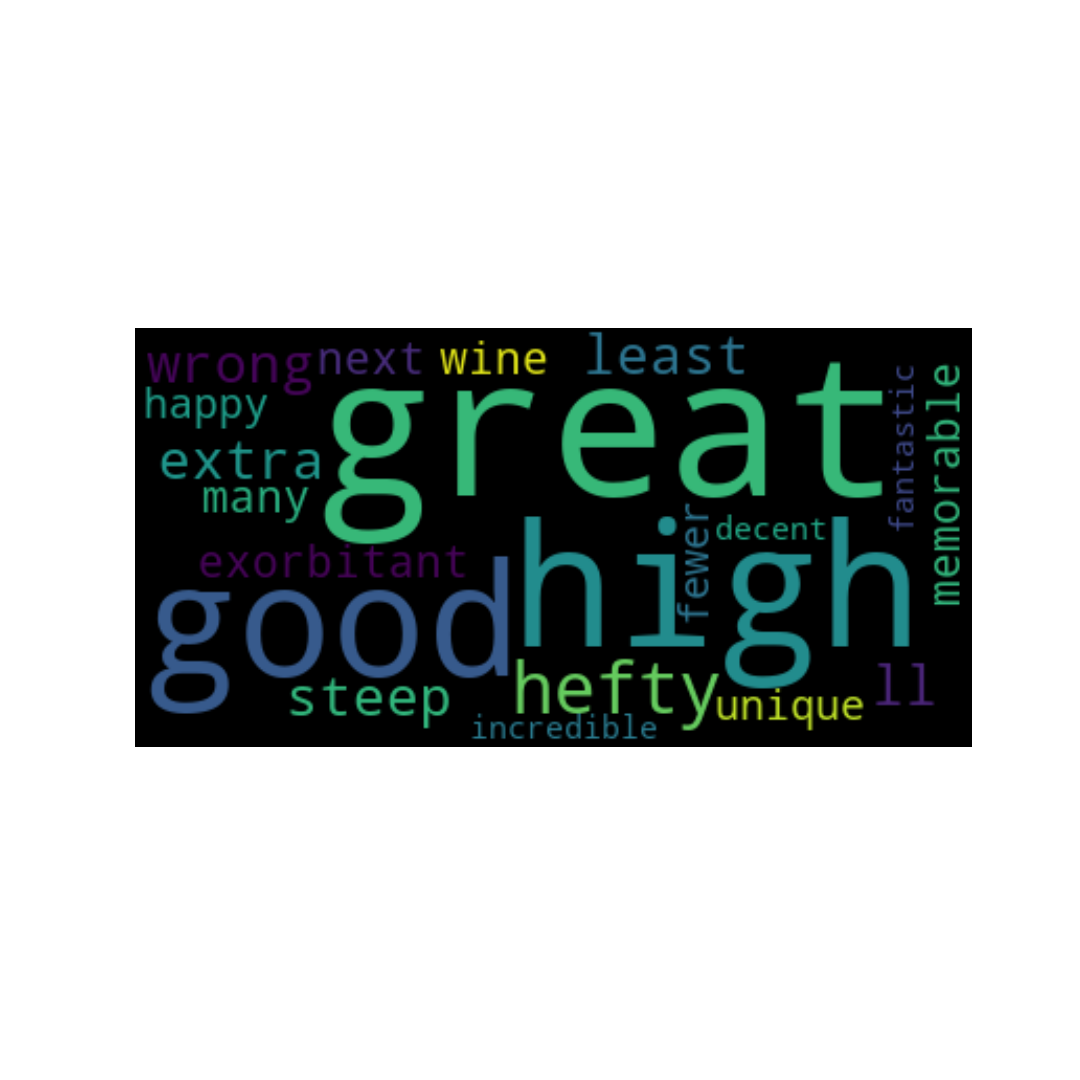 wrong next wine least
happy great fantastic memorable
extra
many
exorbitant fewer decent
good high
steep hefty unique ll
incredible